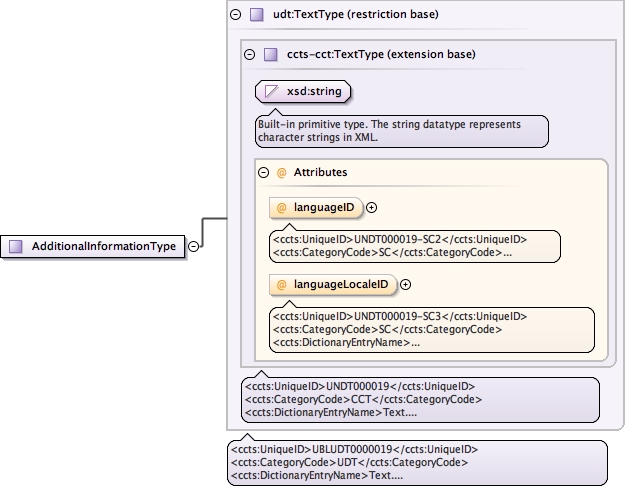 udt:TextType (restriction base)
ccts-cct:TextType (extension base)
xsd:string
Built-in primitive type. The string datatype represents
character strings in XML.
@ Attributes
@ languageID
<ccts:UniqueID>UNDT000019-SC2</ccts:UniqueID>
<ccts:CategoryCode>SC</ccts:CategoryCode>...
@ languageLocaleID
<ccts:UniqueID>UNDT000019-SC3</ccts:UniqueID>
<ccts:CategoryCode>SC</ccts:CategoryCode>
<ccts:DictionaryEntryName>...
AdditionalInformationType
<ccts:UniqueID>UNDT000019</ccts:UniqueID>
<ccts:CategoryCode>CCT</ccts:CategoryCode>
<ccts:DictionaryEntryName>Text....
<ccts:UniqueID>UBLUDT0000019</ccts:UniqueID>
<ccts:CategoryCode>UDT</ccts:CategoryCode>
<ccts:DictionaryEntryName>Text....